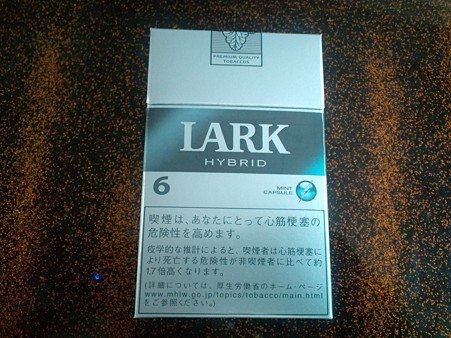 PREMIUM QUALITY
TOBACCOS
LARK
HYBRID
6
MINT
CAPSULE
喫煙は、あなたにとって心筋梗塞の
危険性を高めます。
疫学的な推計によると、喫煙者は心筋梗塞に
より死亡する危険性が非喫煙者に比べて約
1.7倍高くなります。
(詳細については、厚生労働省のホーム・ページ
www.mhlw.go.jp/topics/tobacco/main.html
をご参照ください。)